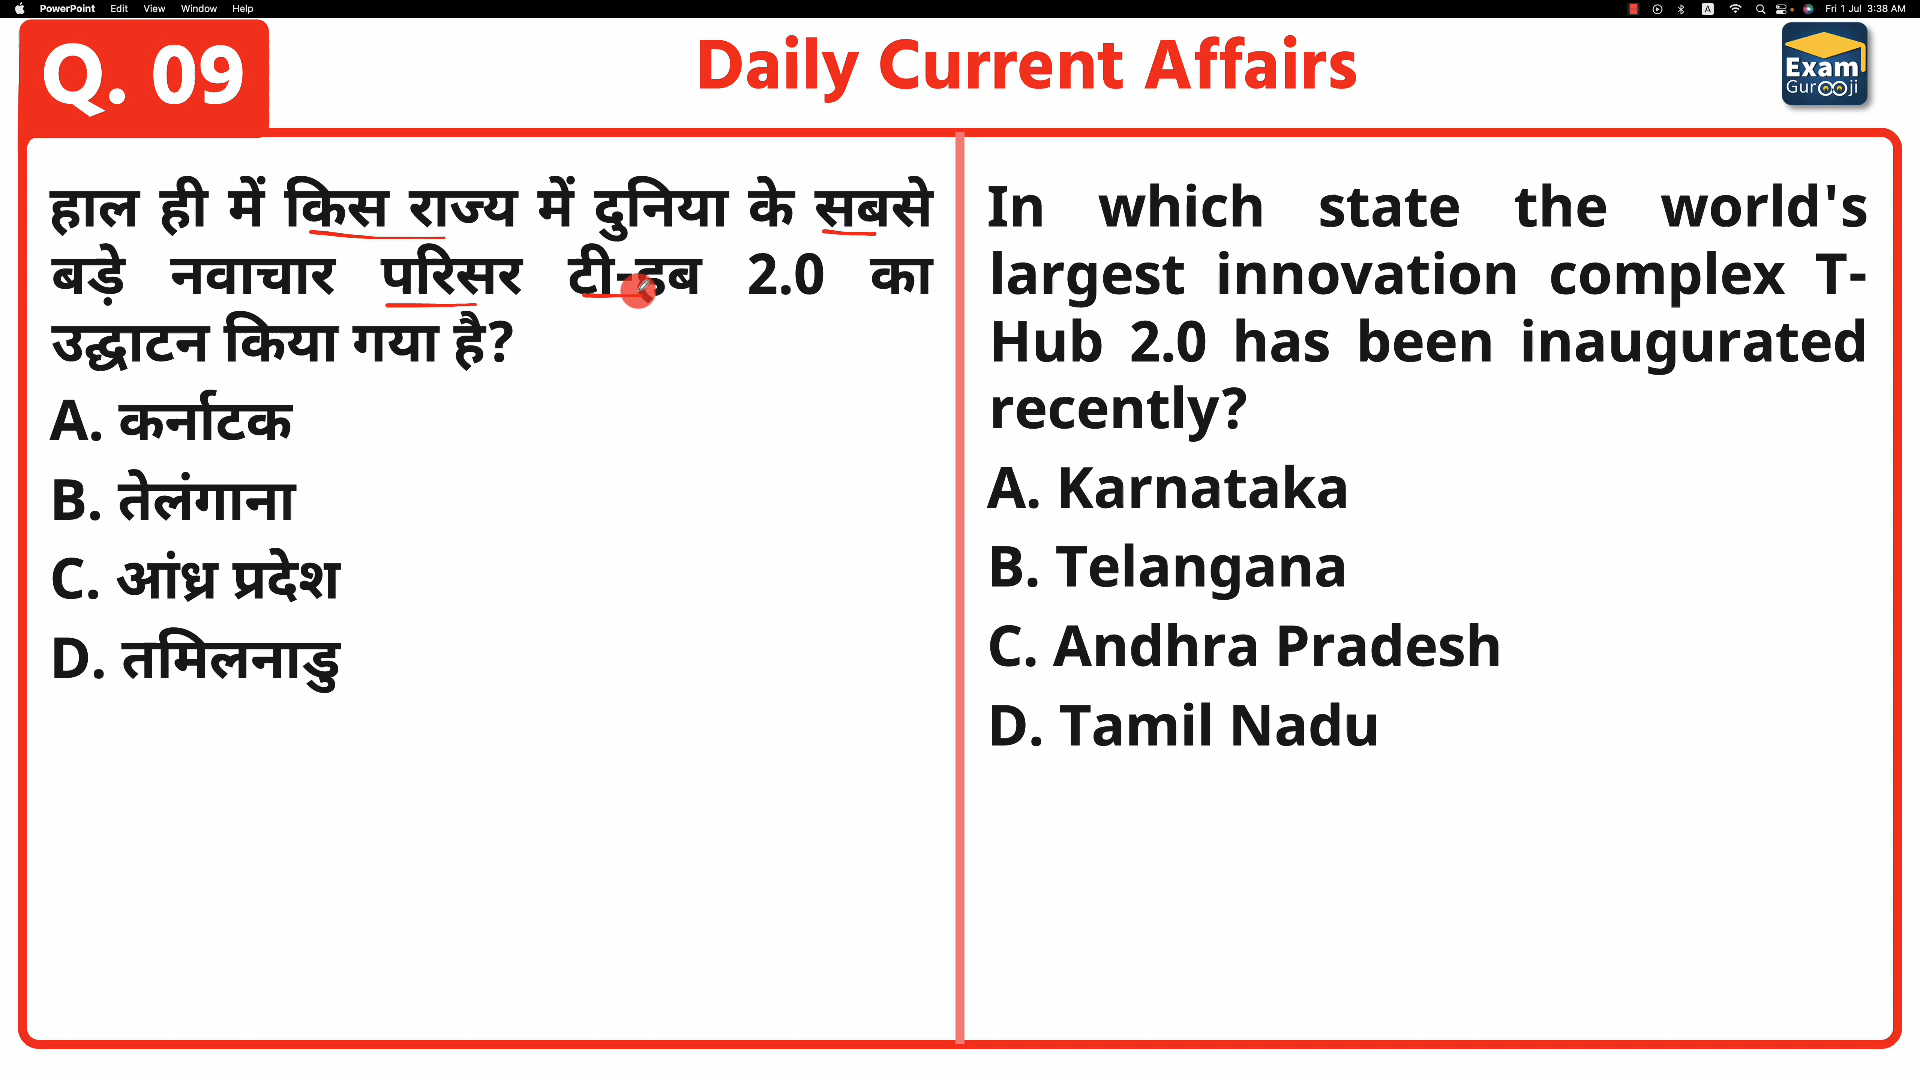 PowerPoint Edit View Window Help A Fri 1 Jul 3:38 AM
Q. 09
Daily Current Affairs
Exam
Gurooji
हाल ही में किस राज्य में दुनिया के सबसे
बड़े नवाचार परिसर टी-हब 2.0 का
उद्घाटन किया गया है?
A. कर्नाटक
B. तेलंगाना
C. आंध्र प्रदेश
D. तमिलनाडु
In which state the world's
largest innovation complex T-
Hub 2.0 has been inaugurated
recently?
A. Karnataka
B. Telangana
C. Andhra Pradesh
D. Tamil Nadu